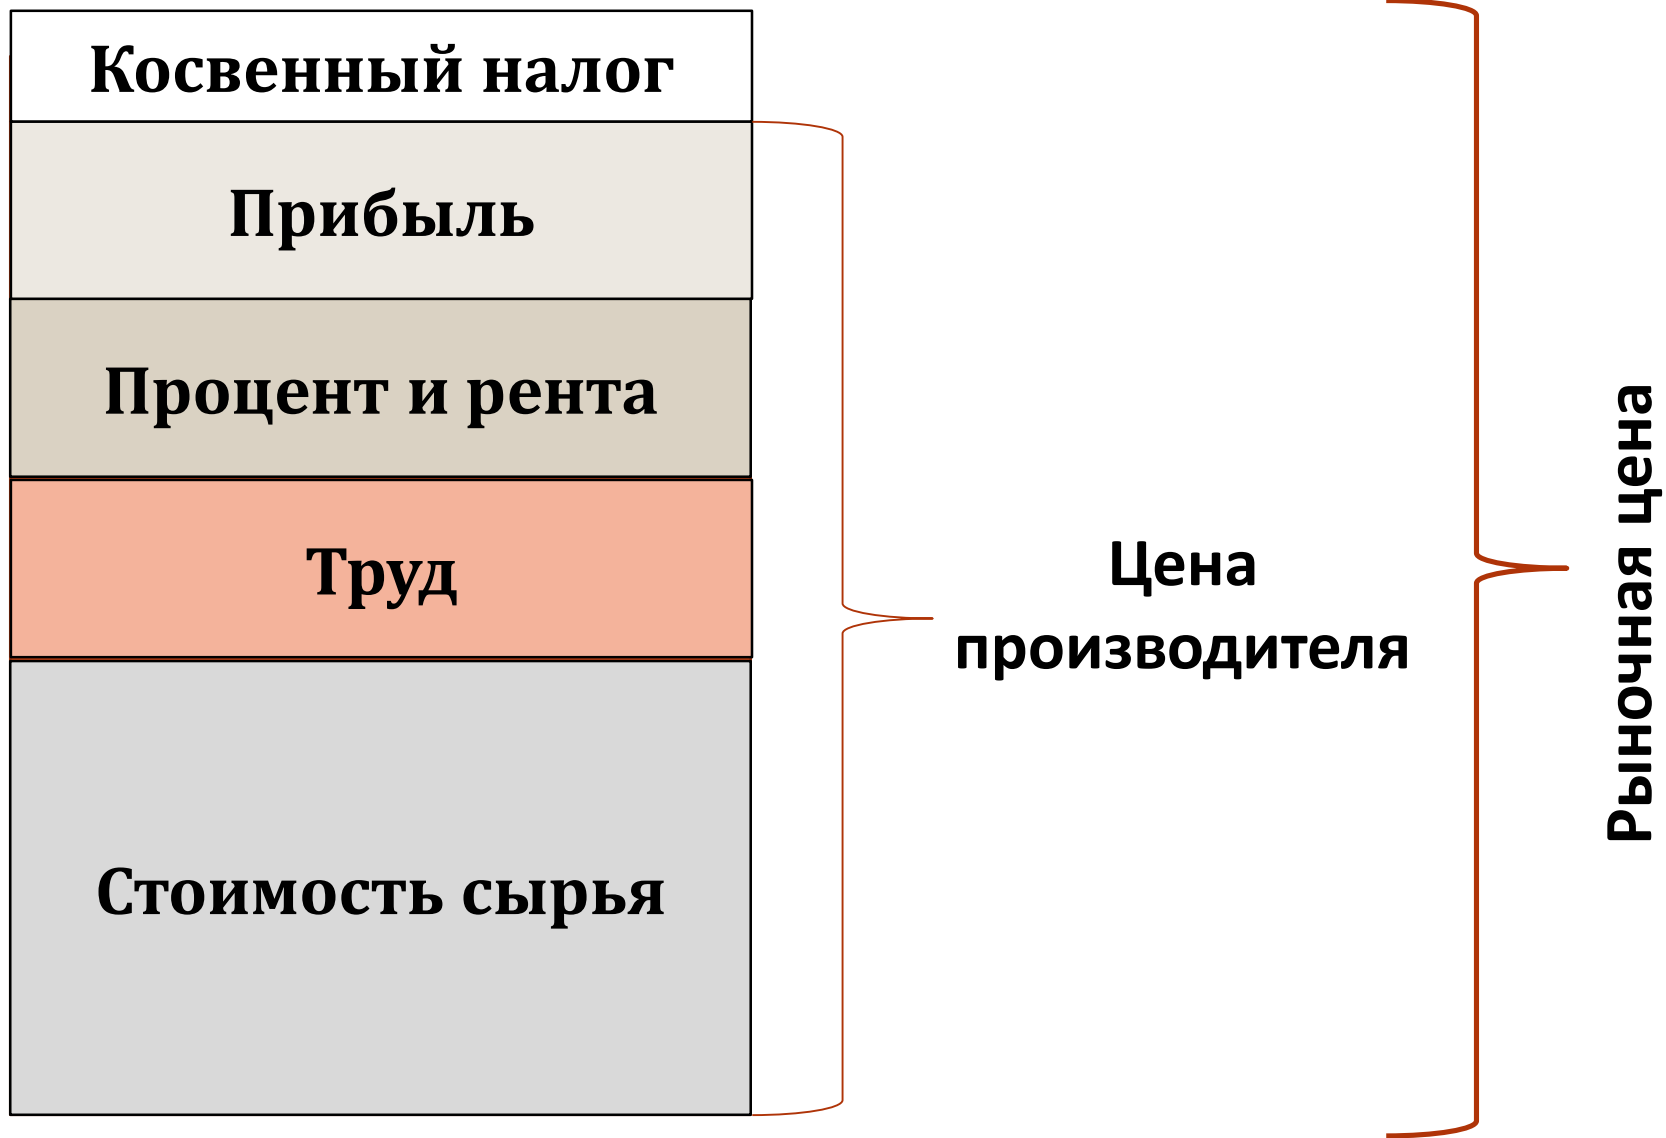 Косвенный налог
Прибыль
Процент и рента
Труд
Стоимость сырья
Цена
производителя
Рыночная цена